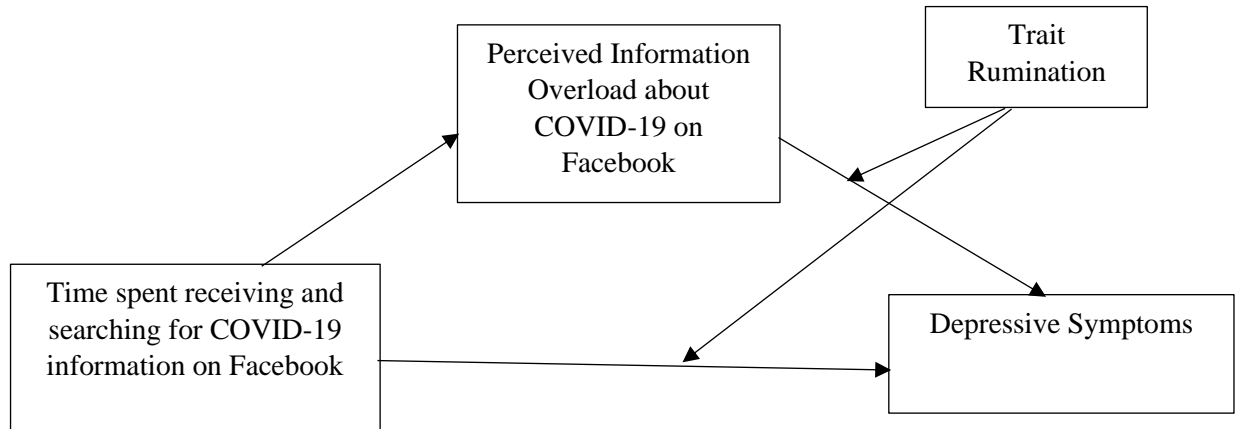 Perceived Information
Overload about
COVID-19 on
Facebook
Trait
Rumination
Time spent receiving and
searching for COVID-19
information on Facebook
Depressive Symptoms